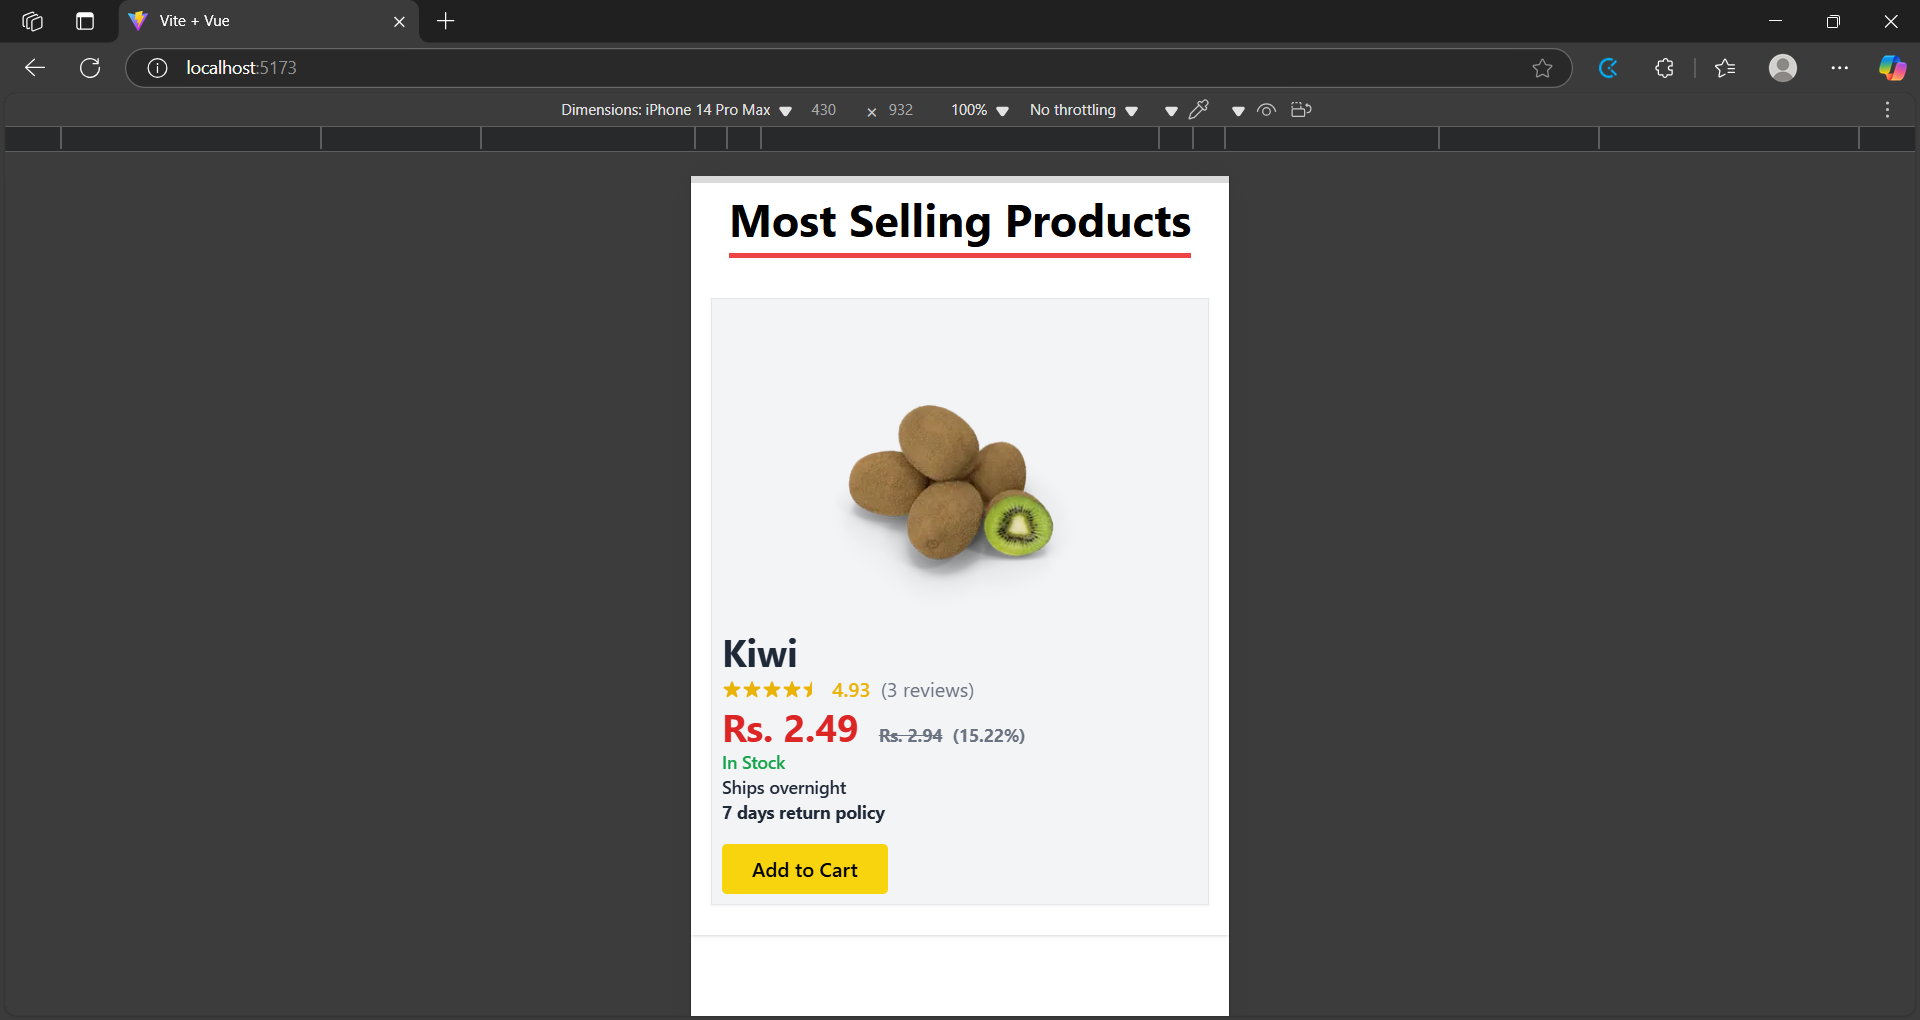 Vite + Vue
localhost:5173
Dimensions: iPhone 14 Pro Max 430 × 932 100% No throttling
Most Selling Products
Kiwi
4.93 (3 reviews)
Rs. 2.49 Rs. 2.94 (15.22%)
In Stock
Ships overnight
7 days return policy
Add to Cart